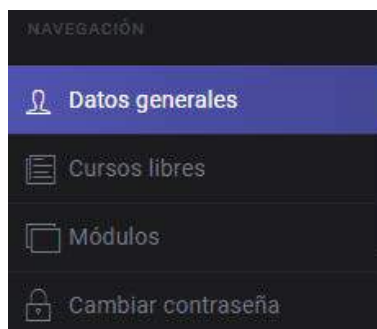 NAVEGACIÓN
Datos generales
Cursos libres
Módulos
Cambiar contraseña